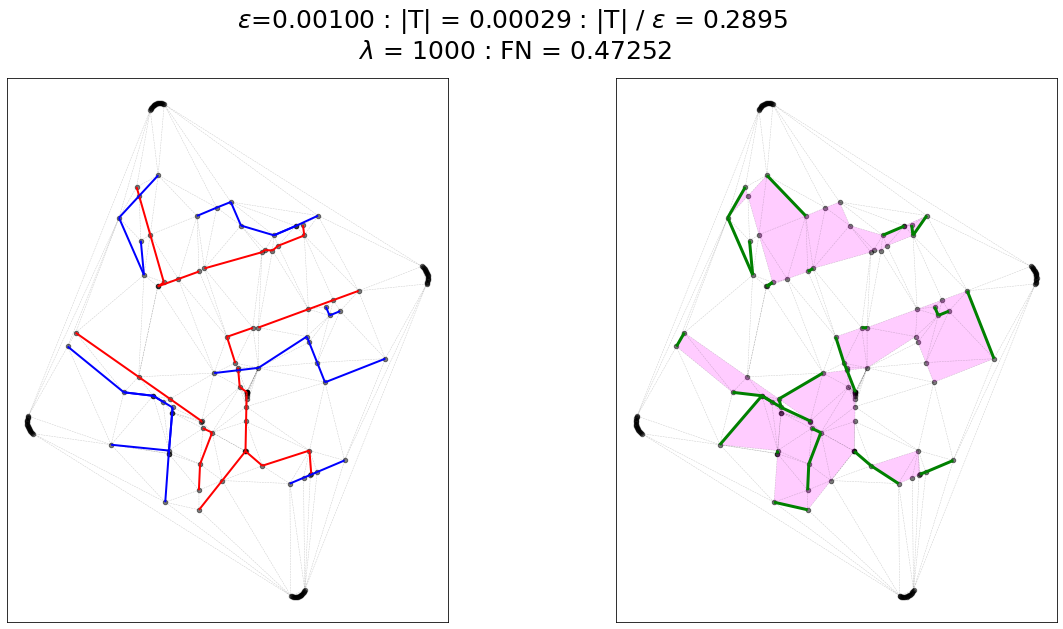 ε=0.00100 : |T| = 0.00029 : |T| / ε = 0.2895
λ = 1000 : FN = 0.47252